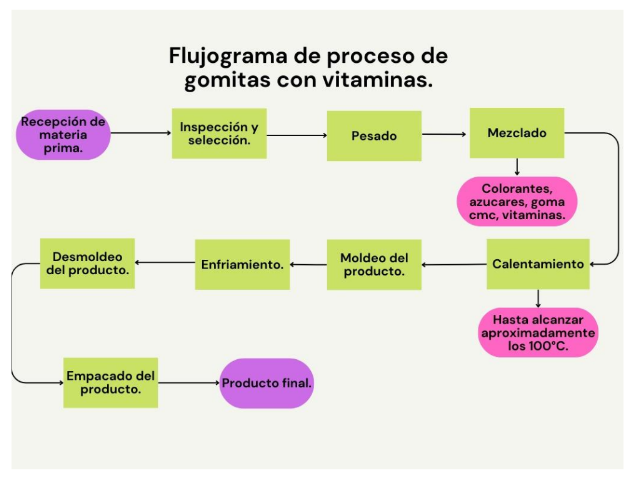 Flujograma de proceso de
gomitas con vitaminas.
Recepción de
materia
prima.
Inspección y
selección.
Pesado
Mezclado
Colorantes,
azucares, goma
cmc, vitaminas.
Calentamiento
Hasta alcanzar
aproximadamente
los 100°C.
Moldeo del
producto.
Enfriamiento.
Desmoldeo
del producto.
Empacado del
producto.
Producto final.